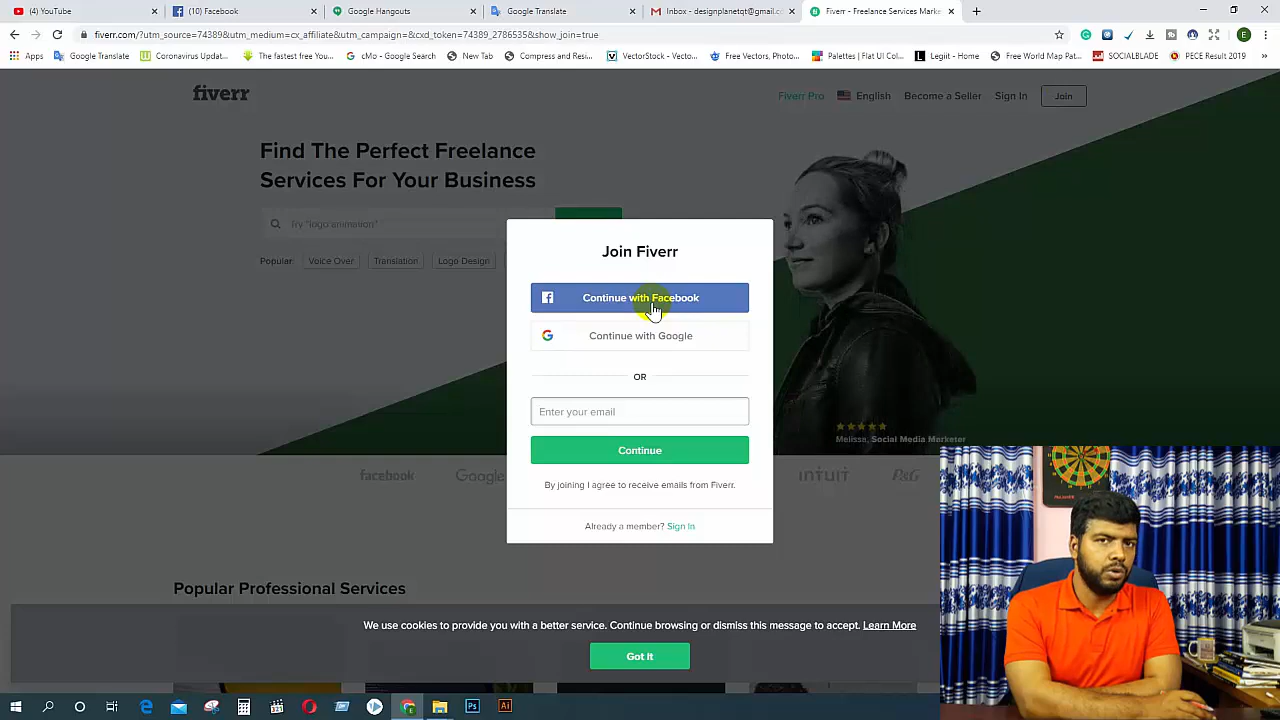 (4) YouTube
(10) Facebook
Google Hangouts
Google Translate
Inbox - designplanetqt@gmail.c
Fiverr - Freelance Services Marke
fiverr.com/?utm_source=74389&utm_medium=cx_affiliate&utm_campaign=&cxd_token=74389_2786535&show_join=true
Apps
Google Translate
Coronavirus Updat...
The fastest free You...
cMo - Google Search
New Tab
Compress and Resi...
VectorStock - Vecto...
Free Vectors, Photo...
Palettes | Flat UI Col...
Legiit - Home
Free World Map Pat...
SOCIALBLADE
PECE Result 2019
fiverr
Fiverr Pro
English
Become a Seller
Sign In
Join
Find The Perfect Freelance
Services For Your Business
Try "logo animation"
Popular:
Voice Over
Translation
Logo Design
Join Fiverr
Continue with Facebook
Continue with Google
OR
Enter your email
Continue
By joining I agree to receive emails from Fiverr.
Already a member? Sign In
Melissa, Social Media Marketer
facebook
Google
intuit
P&G
Popular Professional Services
We use cookies to provide you with a better service. Continue browsing or dismiss this message to accept. Learn More
Got It